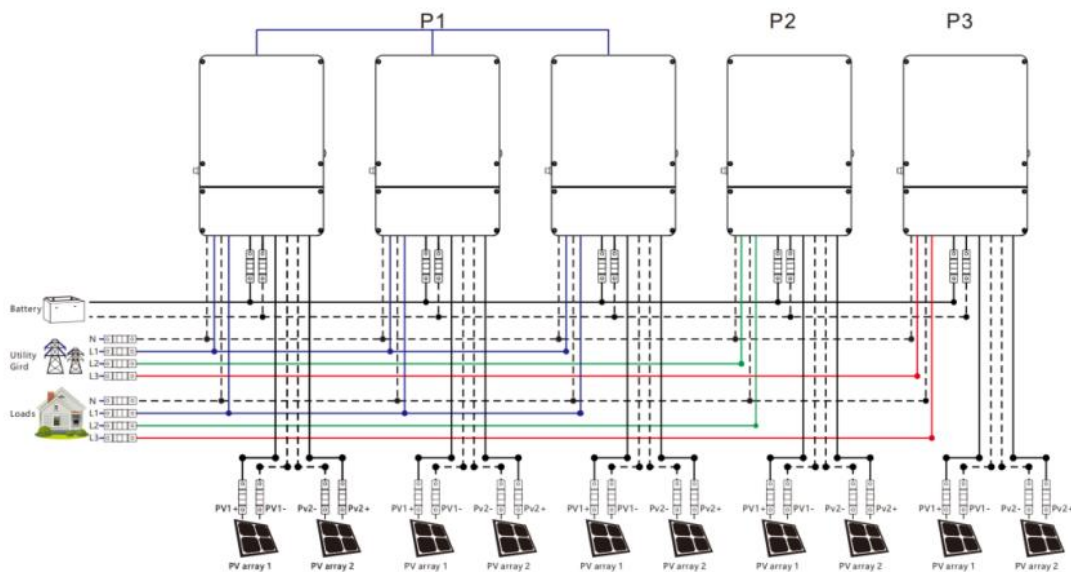 P1 P2 P3
Battery
N
L1
Utility
Gird
L2
L3
N
L1
Loads
L2
L3
PV1+ PV1- Pv2- Pv2+ PV1+ PV1- Pv2- Pv2+ PV1+ PV1- Pv2- Pv2+ PV1+ PV1- Pv2- Pv2+ PV1+ PV1- Pv2- Pv2+
PV array 1 PV array 2 PV array 1 PV array 2 PV array 1 PV array 2 PV array 1 PV array 2 PV array 1 PV array 2